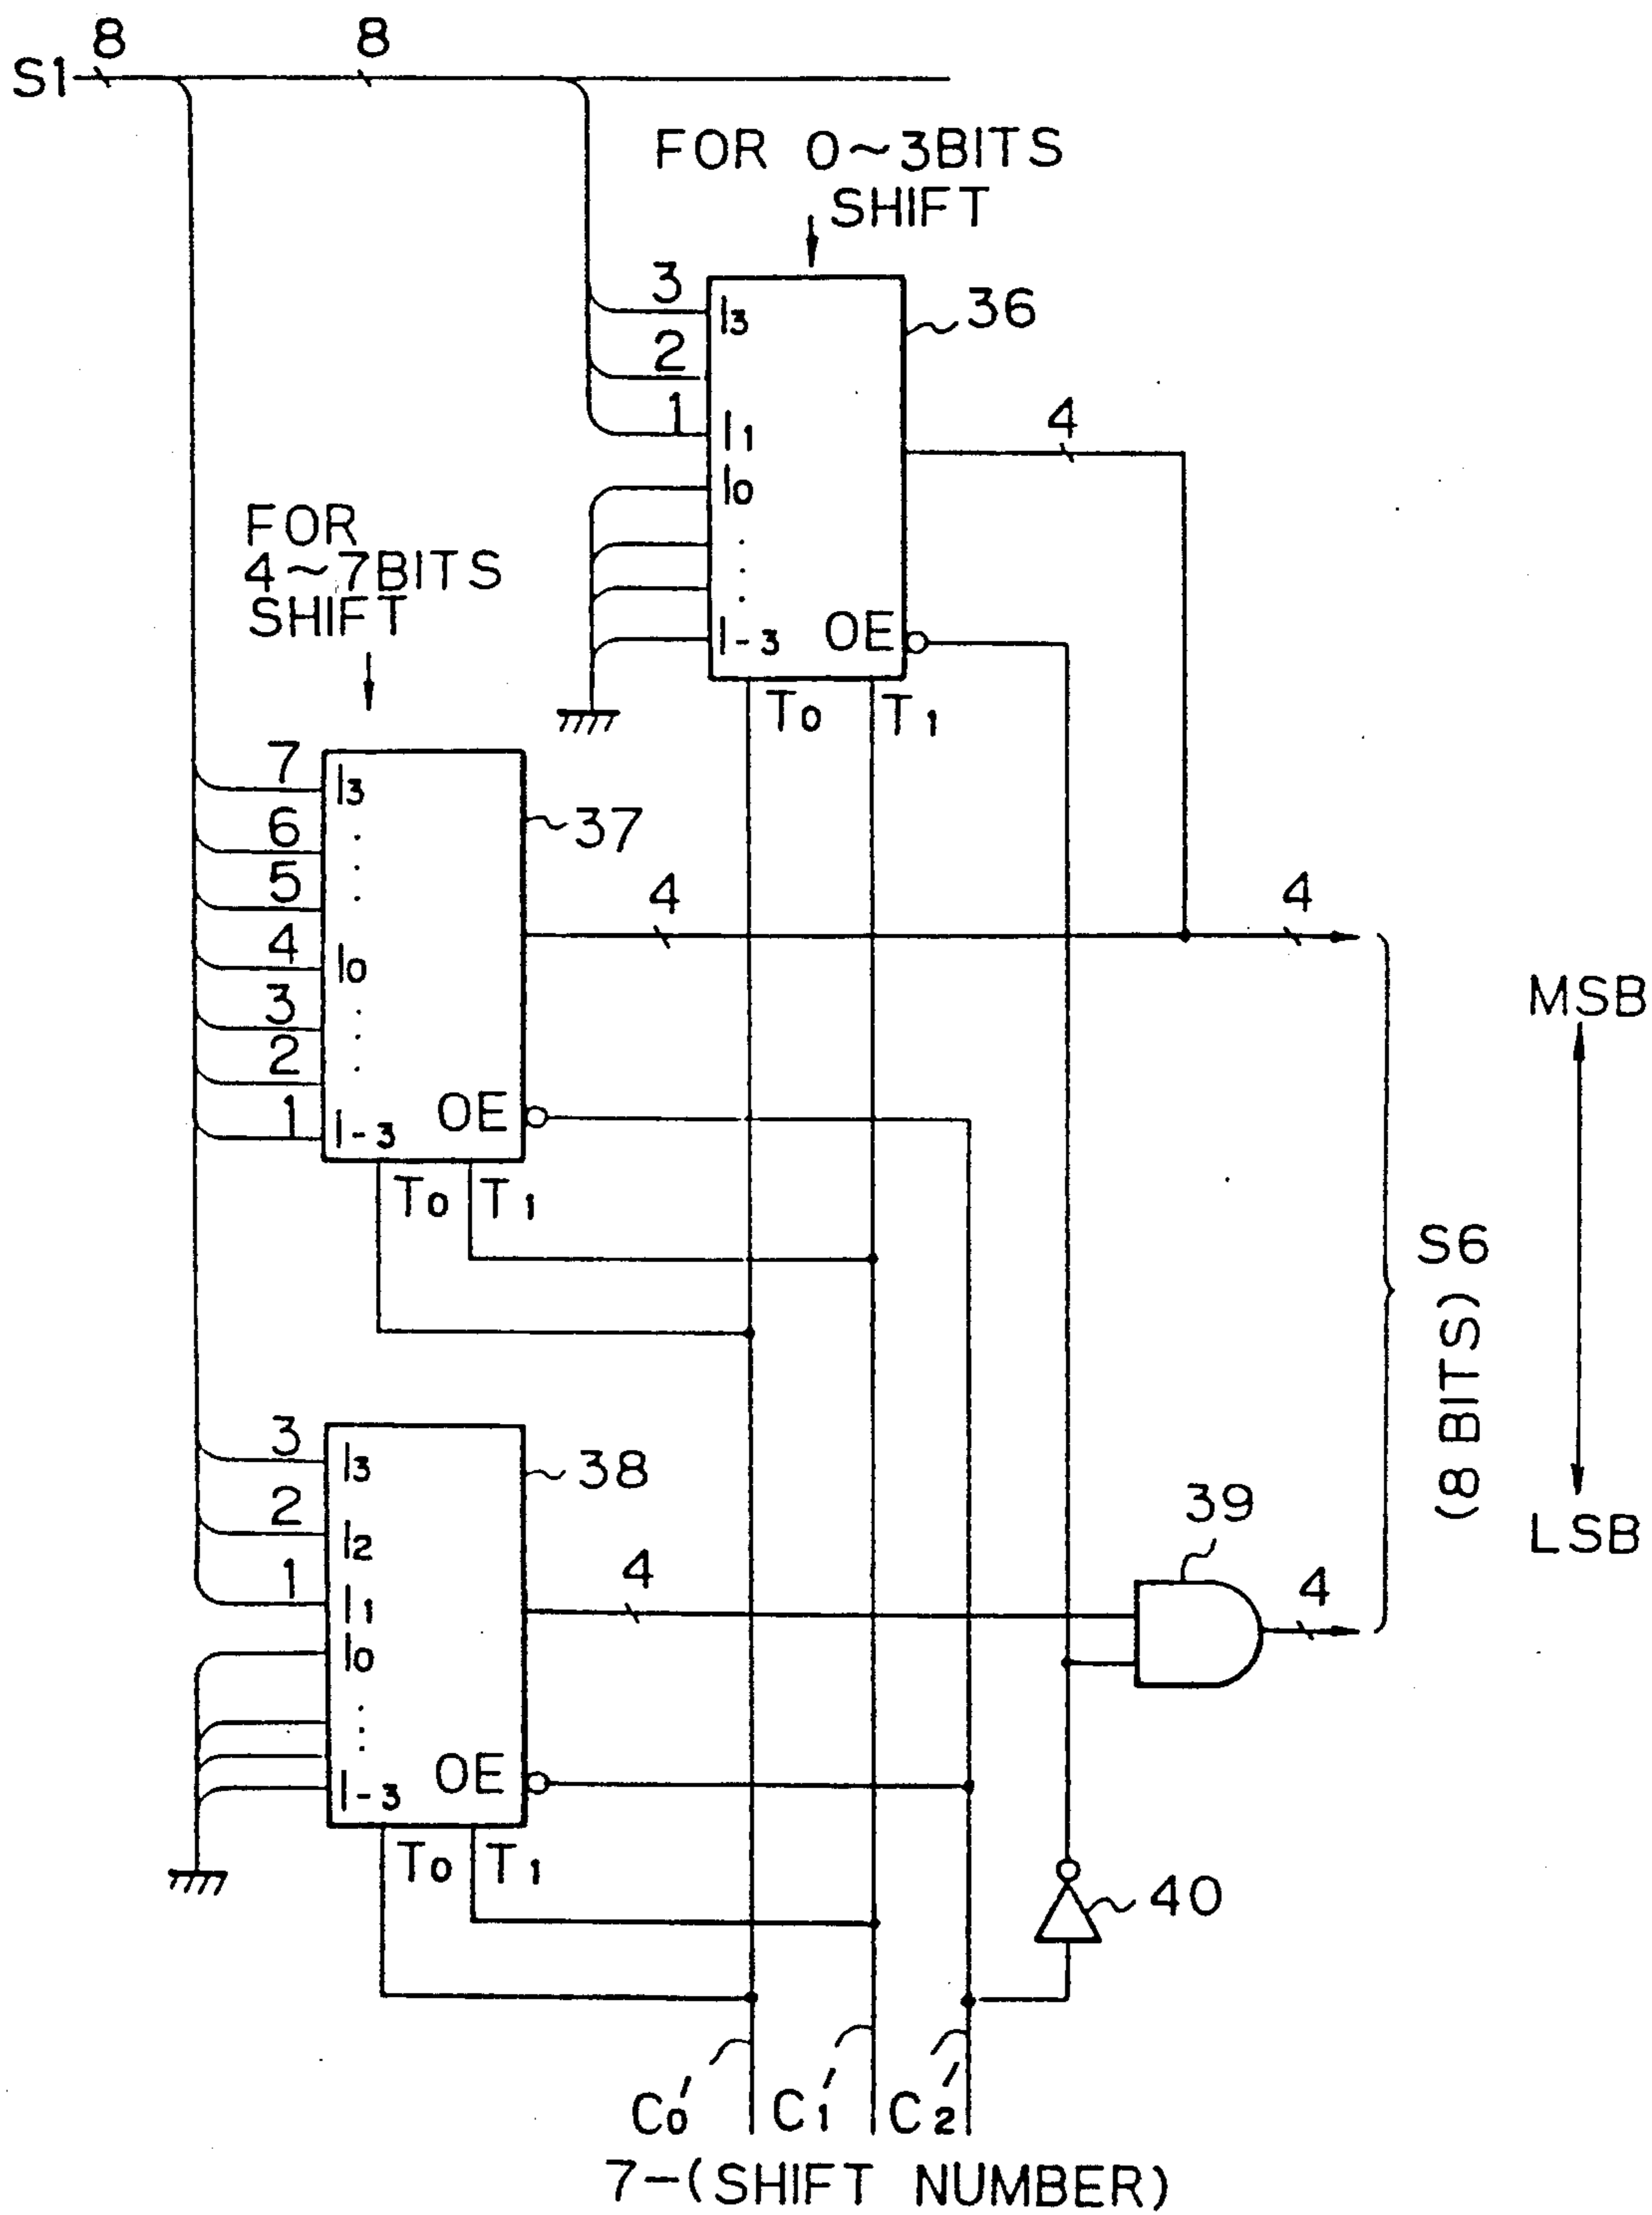 8
8
S1
FOR 0~3BITS
SHIFT
3
I3
36
2
1
I1
4
I0
FOR
4~7BITS
SHIFT
I-3
OE
T0
T1
7
I3
37
6
5
4
4
4
I0
3
2
1
OE
I-3
T0
T1
MSB
S6
(8 BITS)
LSB
3
I3
38
2
I2
39
1
I1
4
4
I0
OE
I-3
T0
T1
40
C0'
C1'
C2'
7-(SHIFT NUMBER)